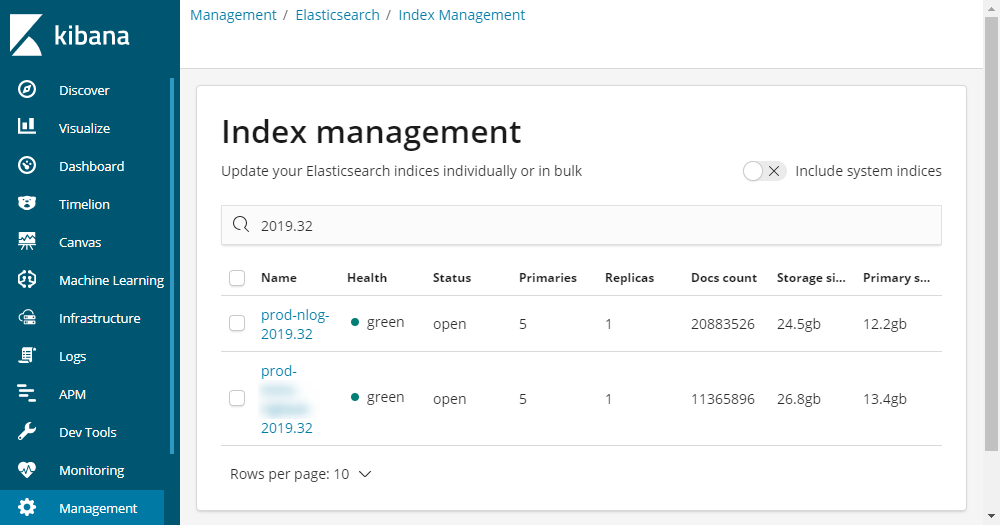 kibana
Discover
Visualize
Dashboard
Timelion
Canvas
Machine Learning
Infrastructure
Logs
APM
Dev Tools
Monitoring
Management
Management / Elasticsearch / Index Management
Index management
Update your Elasticsearch indices individually or in bulk
Include system indices
2019.32
Name Health Status Primaries Replicas Docs count Storage si... Primary s...
prod-nlog-
2019.32
green open 5 1 20883526 24.5gb 12.2gb
prod-
2019.32
green open 5 1 11365896 26.8gb 13.4gb
Rows per page: 10